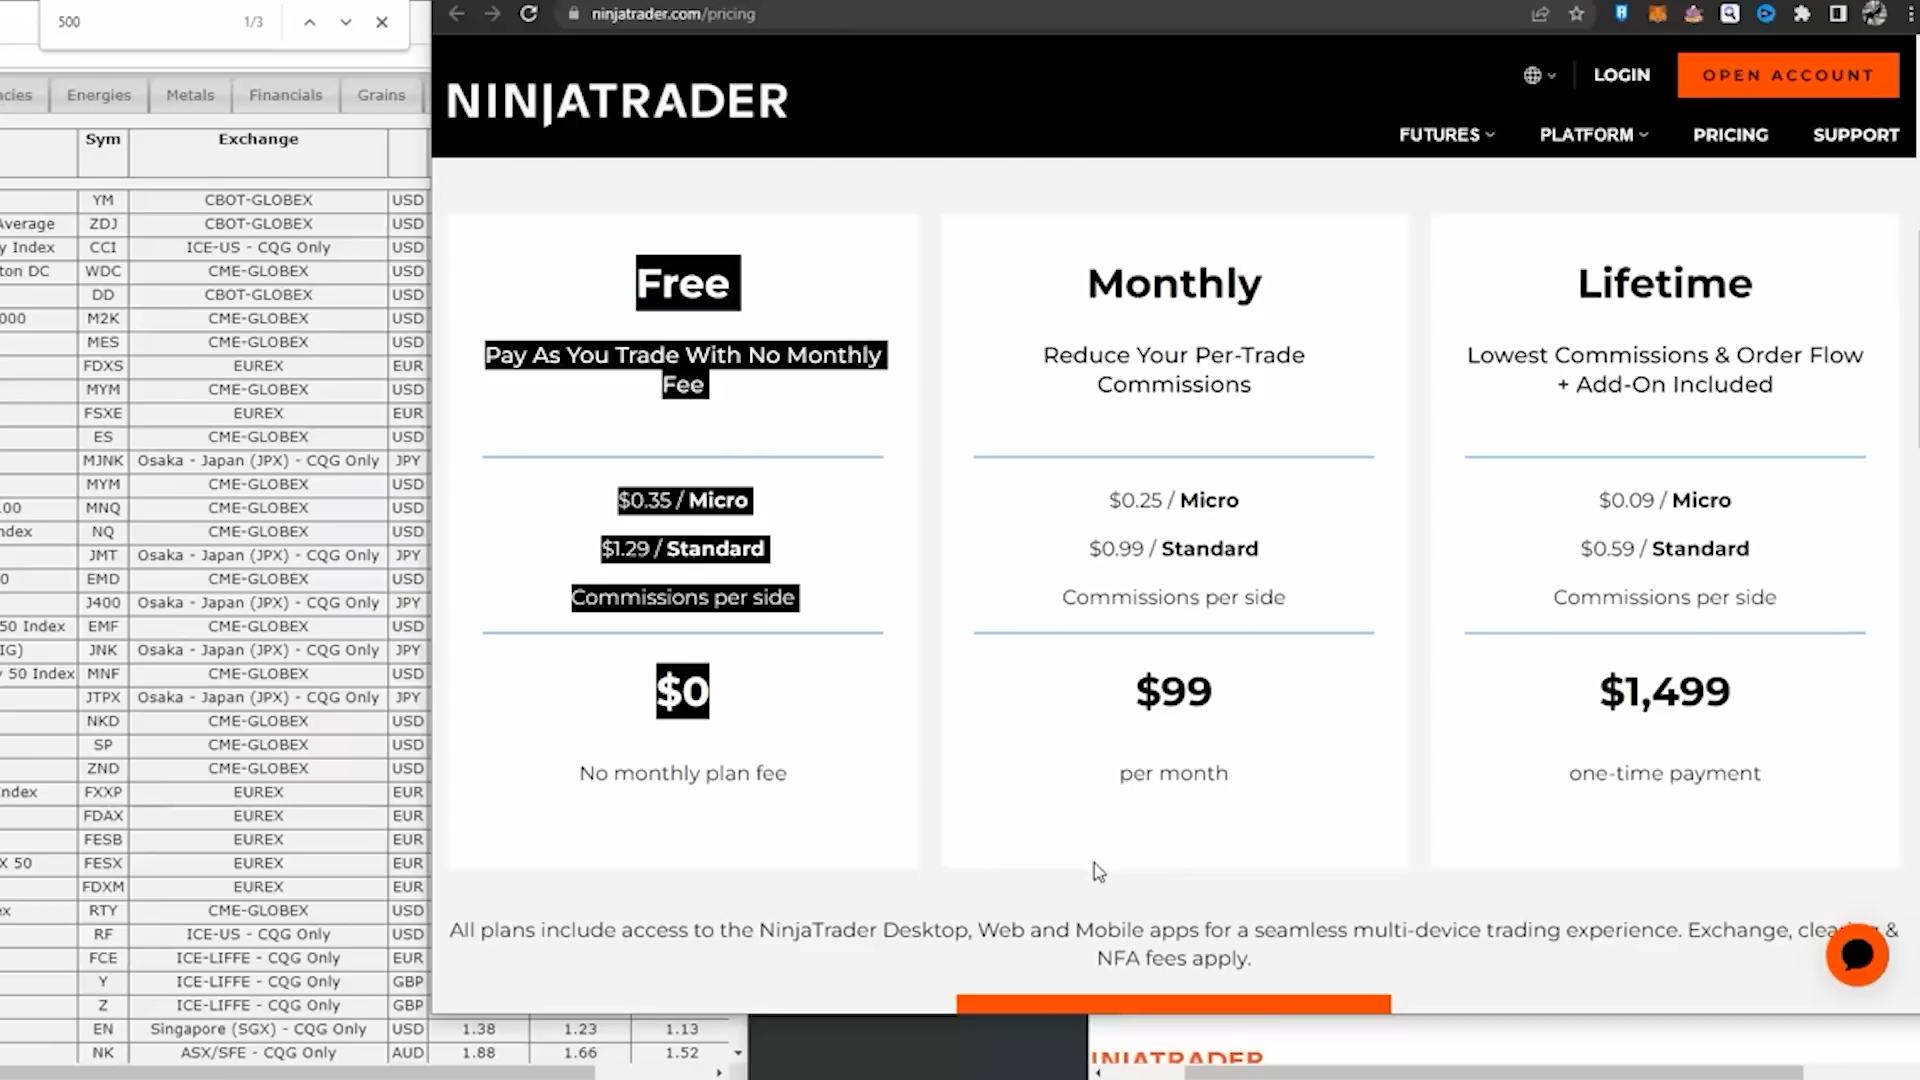 500
1/3
ninjatrader.com/pricing
cies
Energies
Metals
Financials
Grains
Sym
Exchange
YM CBOT-GLOBEX USD
Average ZDJ CBOT-GLOBEX USD
y Index CCI ICE-US - CQG Only USD
ton DC WDC CME-GLOBEX USD
DD CBOT-GLOBEX USD
000 M2K CME-GLOBEX USD
MES CME-GLOBEX USD
FDXS EUREX EUR
MYM CME-GLOBEX USD
FSXE EUREX EUR
ES CME-GLOBEX USD
MJNK Osaka - Japan (JPX) - CQG Only JPY
MYM CME-GLOBEX USD
.00 MNQ CME-GLOBEX USD
ndex NQ CME-GLOBEX USD
JMT Osaka - Japan (JPX) - CQG Only JPY
0 EMD CME-GLOBEX USD
J400 Osaka - Japan (JPX) - CQG Only JPY
50 Index EMF CME-GLOBEX USD
IG) JNK Osaka - Japan (JPX) - CQG Only JPY
y 50 Index MNF CME-GLOBEX USD
JTPX Osaka - Japan (JPX) - CQG Only JPY
NKD CME-GLOBEX USD
SP CME-GLOBEX USD
ZND CME-GLOBEX USD
ndex FXXP EUREX EUR
FDAX EUREX EUR
FESB EUREX EUR
X 50 FESX EUREX EUR
FDXM EUREX EUR
ex RTY CME-GLOBEX USD
RF ICE-US - CQG Only USD
FCE ICE-LIFFE - CQG Only EUR
Y ICE-LIFFE - CQG Only GBP
Z ICE-LIFFE - CQG Only GBP
EN Singapore (SGX) - CQG Only USD 1.38 1.23 1.13
NK ASX/SFE - CQG Only AUD 1.88 1.66 1.52
NINJATRADER
LOGIN
OPEN ACCOUNT
FUTURES
PLATFORM
PRICING
SUPPORT
Free
Pay As You Trade With No Monthly
Fee
$0.35 / Micro
$1.29 / Standard
Commissions per side
$0
No monthly plan fee
Monthly
Reduce Your Per-Trade
Commissions
$0.25 / Micro
$0.99 / Standard
Commissions per side
$99
per month
Lifetime
Lowest Commissions & Order Flow
+ Add-On Included
$0.09 / Micro
$0.59 / Standard
Commissions per side
$1,499
one-time payment
All plans include access to the NinjaTrader Desktop, Web and Mobile apps for a seamless multi-device trading experience. Exchange, &
NFA fees apply.
INJATRADER